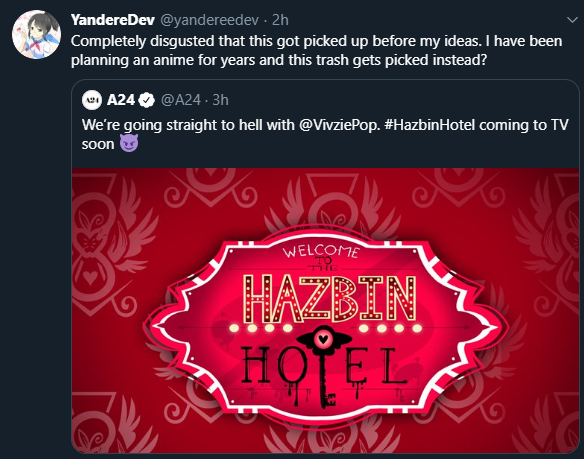 YandereDev @yandereedev · 2h
Completely disgusted that this got picked up before my ideas. I have been
planning an anime for years and this trash gets picked instead?
A24 A24 @A24 · 3h
We're going straight to hell with @VivziePop. #HazbinHotel coming to TV
soon 😈
WELCOME
TO
THE
HAZBIN
HOTEL